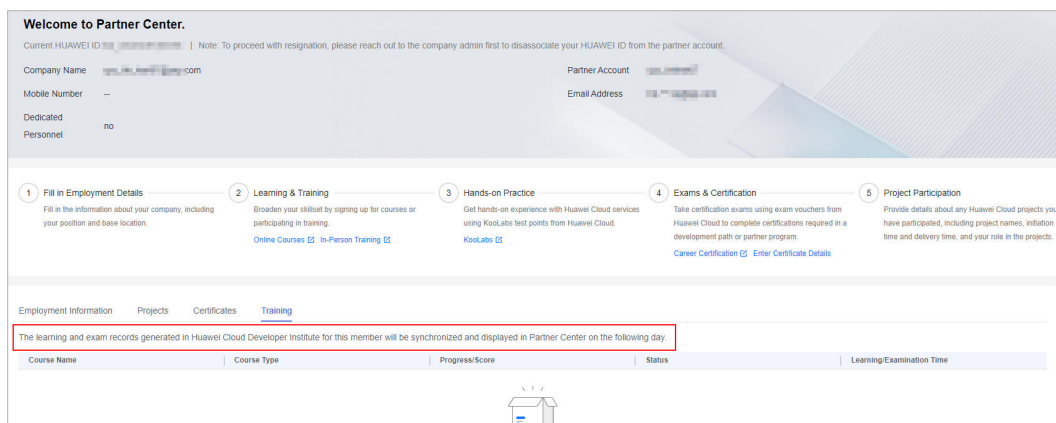 Welcome to Partner Center.
Current HUAWEI ID: | Note: To proceed with resignation, please reach out to the company admin first to disassociate your HUAWEI ID from the partner account.
Company Name com Partner Account
Mobile Number -- Email Address
Dedicated
Personnel no
1 Fill in Employment Details
Fill in the information about your company, including
your position and base location.
2 Learning & Training
Broaden your skillset by signing up for courses or
participating in training.
Online Courses In-Person Training
3 Hands-on Practice
Get hands-on experience with Huawei Cloud services
using KooLabs test points from Huawei Cloud.
KooLabs
4 Exams & Certification
Take certification exams using exam vouchers from
Huawei Cloud to complete certifications required in a
development path or partner program.
Career Certification Enter Certificate Details
5 Project Participation
Provide details about any Huawei Cloud projects you
have participated, including project names, initiation
time and delivery time, and your role in the projects.
Employment Information Projects Certificates Training
The learning and exam records generated in Huawei Cloud Developer Institute for this member will be synchronized and displayed in Partner Center on the following day.
Course Name Course Type Progress/Score Status Learning/Examination Time